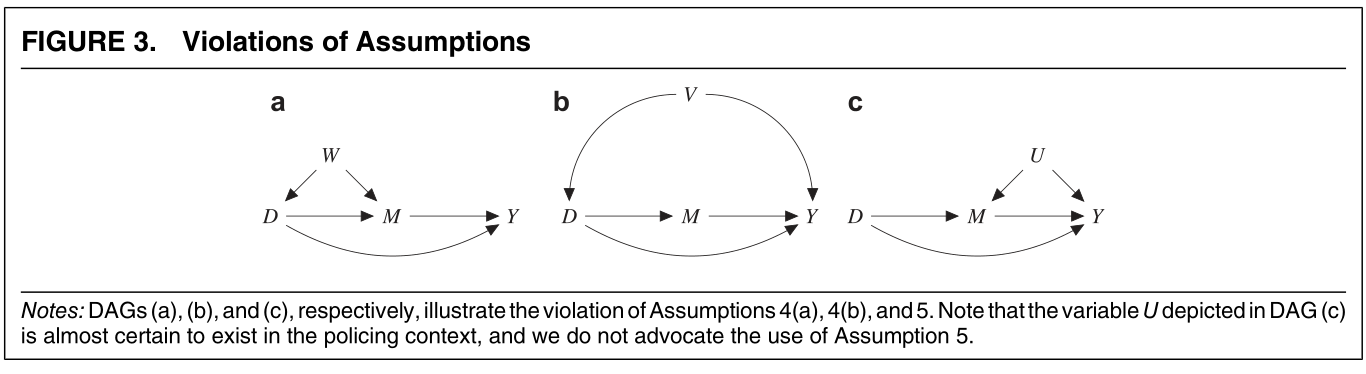 FIGURE 3. Violations of Assumptions
a b c
V
W U
D M Y D M Y D M Y
Notes: DAGs (a), (b), and (c), respectively, illustrate the violation of Assumptions 4(a), 4(b), and 5. Note that the variable U depicted in DAG (c)
is almost certain to exist in the policing context, and we do not advocate the use of Assumption 5.